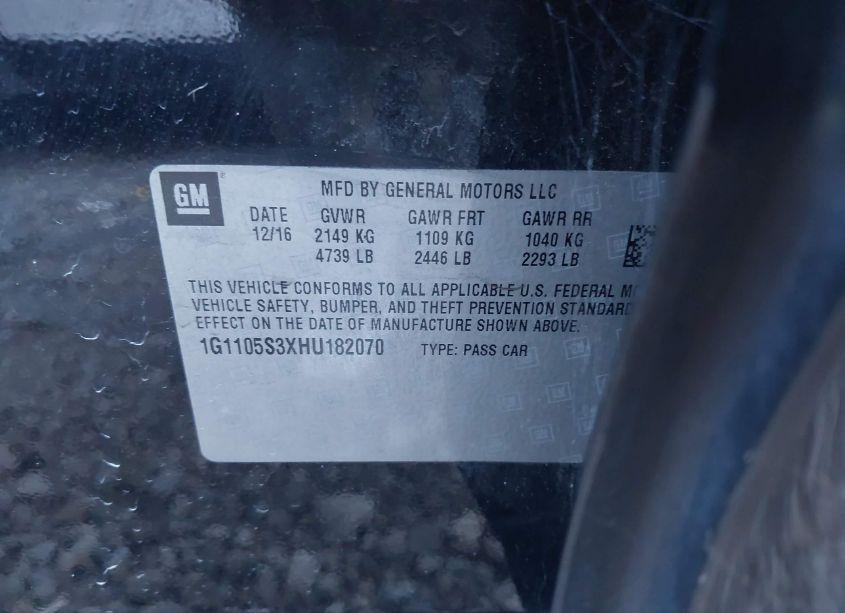 GM® MFD BY GENERAL MOTORS LLC
DATE GVWR GAWR FRT GAWR RR
12/16 2149 KG 1109 KG 1040 KG
4739 LB 2446 LB 2293 LB
THIS VEHICLE CONFORMS TO ALL APPLICABLE U.S. FEDERAL
VEHICLE SAFETY, BUMPER, AND THEFT PREVENTION STANDARD
EFFECT ON THE DATE OF MANUFACTURE SHOWN ABOVE.
1G1105S3XHU182070 TYPE: PASS CAR